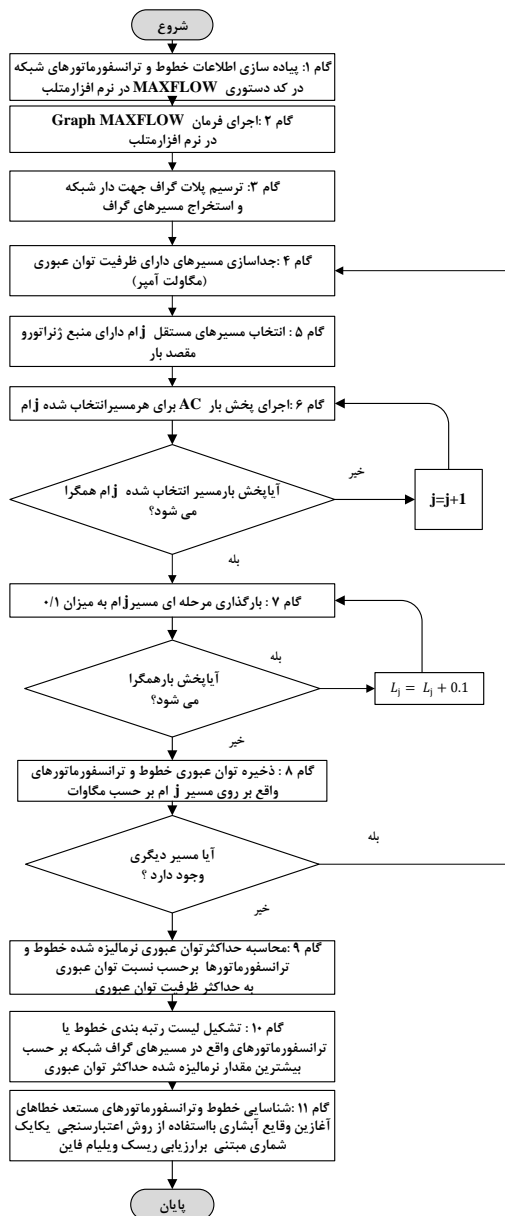 شروع
گام ۱: پیاده سازی اطلاعات خطوط و ترانسفورماتورهای شبکه
در کد دستوری MAXFLOW در نرم افزارمتلب
گام ۲ :اجرای فرمان Graph MAXFLOW
در نرم افزارمتلب
گام ۳: ترسیم پلات گراف جهت دار شبکه
و استخراج مسیرهای گراف
گام ۴ :جداسازی مسیرهای دارای ظرفیت توان عبوری
(مگاولت آمپر)
گام ۵ : انتخاب مسیرهای مستقل j ام دارای منبع ژنراتورو
مقصد بار
گام ۶ :اجرای پخش بار AC برای هرمسیرانتخاب شده j ام
آیاپخش بارمسیر انتخاب شده j ام همگرا
می شود؟
خیر
j=j+1
بله
گام ۷ : بارگذاری مرحله ای مسیرj ام به میزان ۰/۱
آیاپخش بارهمگرا
می شود؟
بله
L_j = L_j + 0.1
خیر
گام ۸ : ذخیره توان عبوری خطوط و ترانسفورماتورهای
واقع بر روی مسیر j ام بر حسب مگاوات
آیا مسیر دیگری
وجود دارد ؟
بله
خیر
گام ۹ :محاسبه حداکثرتوان عبوری نرمالیزه شده خطوط و
ترانسفورماتورها برحسب نسبت توان عبوری
به حداکثر ظرفیت توان عبوری
گام ۱۰ : تشکیل لیست رتبه بندی خطوط یا
ترانسفورماتورهای واقع در مسیرهای گراف شبکه بر حسب
بیشترین مقدار نرمالیزه شده حداکثر توان عبوری
گام ۱۱ :شناسایی خطوط وترانسفورماتورهای مستعد خطاهای
آغازین وقایع آبشاری بااستفاده از روش اعتبارسنجی یکایک
شماری مبتنی برارزیابی ریسک ویلیام فاین
پایان